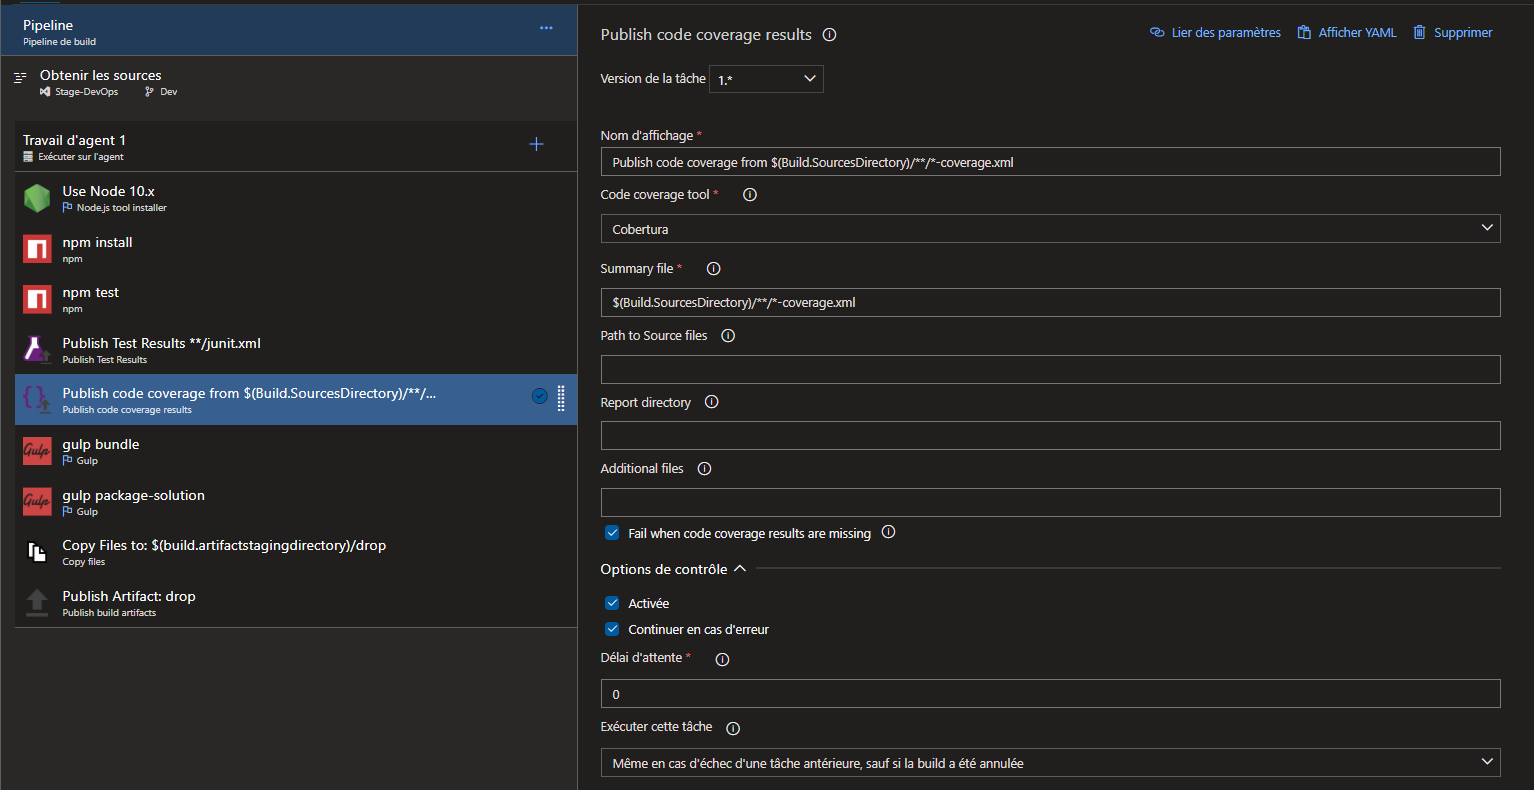 Pipeline
Pipeline de build
Obtenir les sources
Stage-DevOps Dev
Travail d'agent 1
Exécuter sur l'agent
Use Node 10.x
Node.js tool installer
npm install
npm
npm test
npm
Publish Test Results **/junit.xml
Publish Test Results
Publish code coverage from $(Build.SourcesDirectory)/**/...
Publish code coverage results
Gulp
gulp bundle
Gulp
Gulp
gulp package-solution
Gulp
Copy Files to: $(build.artifactstagingdirectory)/drop
Copy files
Publish Artifact: drop
Publish build artifacts
Publish code coverage results
Lier des paramètres Afficher YAML Supprimer
Version de la tâche 1.*
Nom d'affichage *
Publish code coverage from $(Build.SourcesDirectory)/**/*-coverage.xml
Code coverage tool *
Cobertura
Summary file *
$(Build.SourcesDirectory)/**/*-coverage.xml
Path to Source files
Report directory
Additional files
Fail when code coverage results are missing
Options de contrôle
Activée
Continuer en cas d'erreur
Délai d'attente *
0
Exécuter cette tâche
Même en cas d'échec d'une tâche antérieure, sauf si la build a été annulée